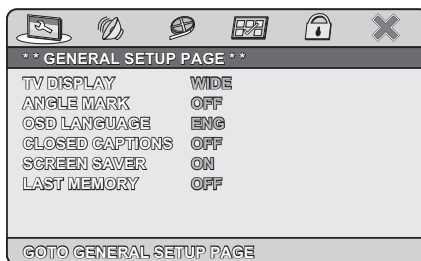 ** GENERAL SETUP PAGE **
TV DISPLAY WIDE
ANGLE MARK OFF
OSD LANGUAGE ENG
CLOSED CAPTIONS OFF
SCREEN SAVER ON
LAST MEMORY OFF
GOTO GENERAL SETUP PAGE